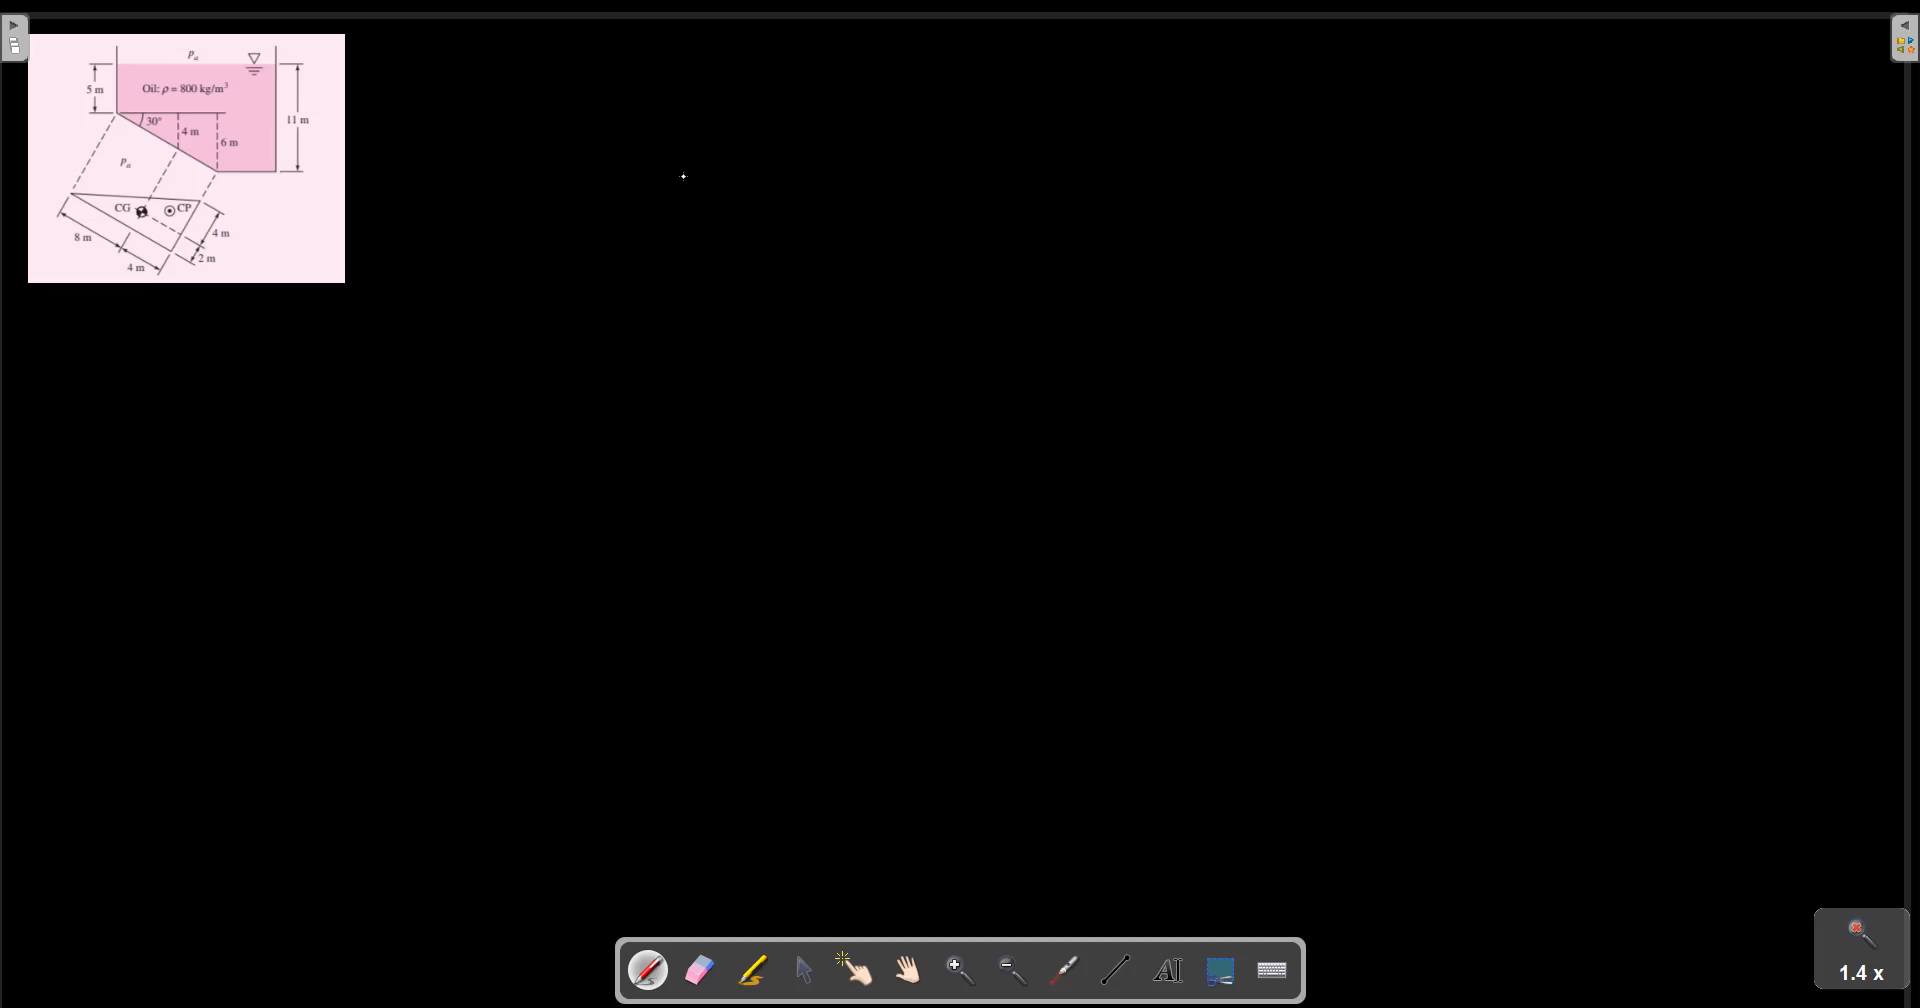 pa
5 m
Oil: ρ = 800 kg/m³
30°
4 m
11 m
6 m
pa
CG
CP
8 m
4 m
2 m
4 m
AI
1.4 x